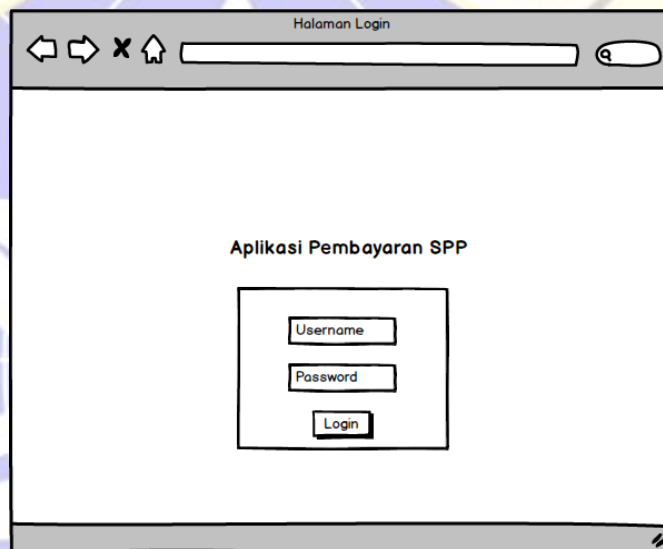 Halaman Login
Aplikasi Pembayaran SPP
Username
Password
Login